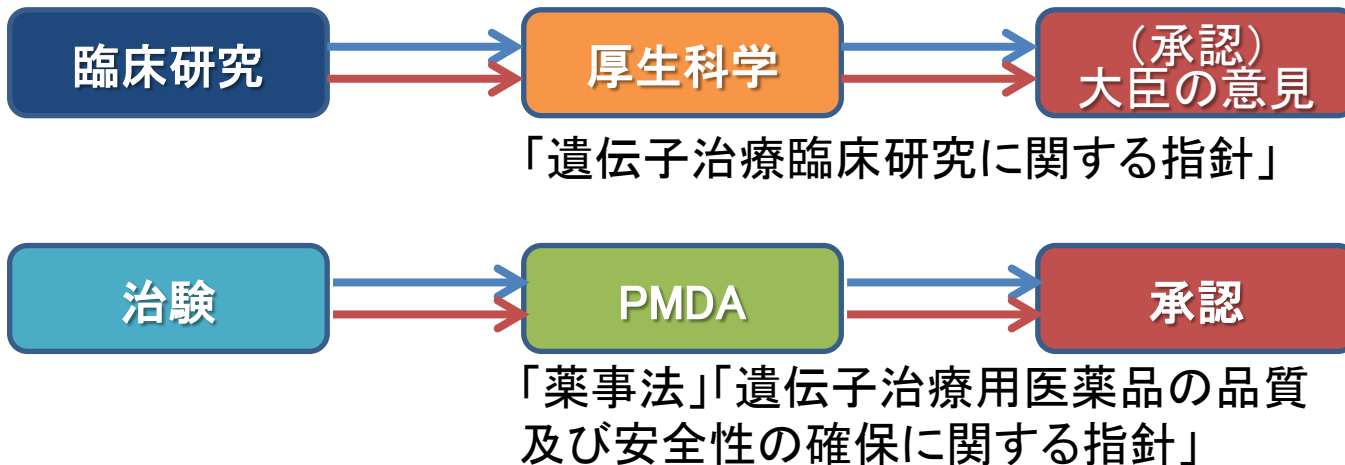 臨床研究
厚生科学
（承認）
大臣の意見
「遺伝子治療臨床研究に関する指針」
治験
PMDA
承認
「薬事法」「遺伝子治療用医薬品の品質
及び安全性の確保に関する指針」